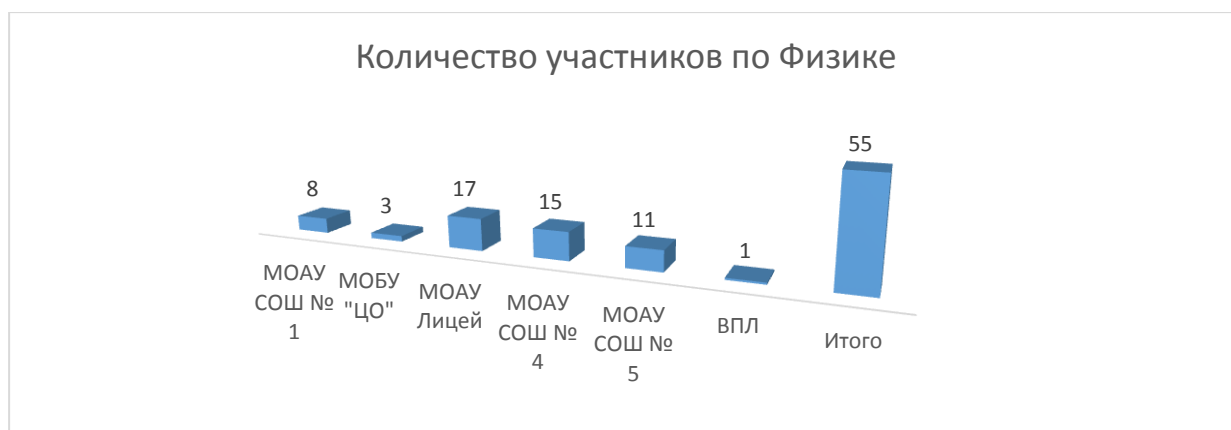 Количество участников по Физике
8
3
17
15
11
1
55
МОАУ
СОШ №
1
МОБУ
"ЦО"
МОАУ
Лицей
МОАУ
СОШ №
4
МОАУ
СОШ №
5
ВПЛ
Итого